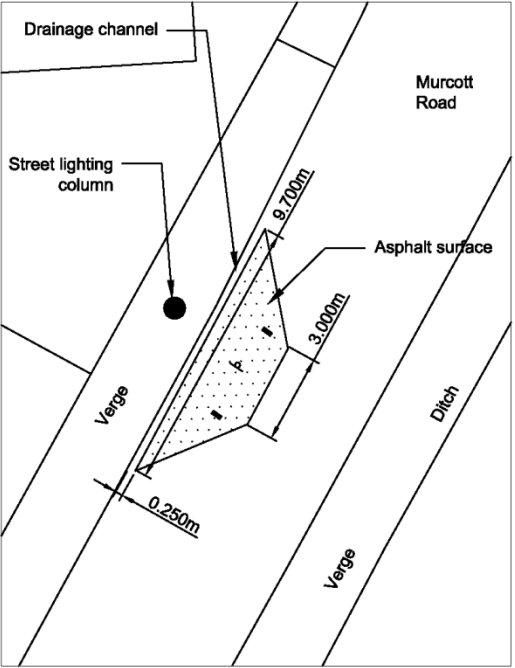 Drainage channel
Murcott
Road
Street lighting
column
9.700m
Asphalt surface
3.000m
Verge
Ditch
0.250m
Verge